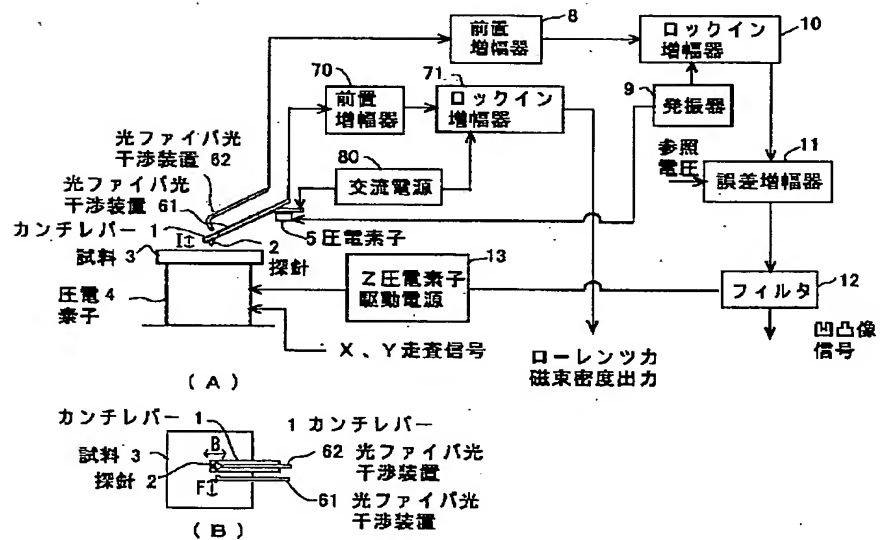 前置
増幅器
8
ロックイン
増幅器
10
70
前置
増幅器
71
ロックイン
増幅器
9
発振器
光ファイバ光
干渉装置 62
80
交流電源
参照
電圧
11
誤差増幅器
光ファイバ光
干渉装置 61
カンチレバー 1
I
2
探針
5 圧電素子
試料 3
圧電 4
素子
13
Z圧電素子
駆動電源
フィルタ
12
X、Y走査信号
ローレンツ力
磁束密度出力
凹凸像
信号
(A)
カンチレバー 1
1 カンチレバー
試料 3
B
62 光ファイバ光
干渉装置
探針 2
F
61 光ファイバ光
干渉装置
(B)